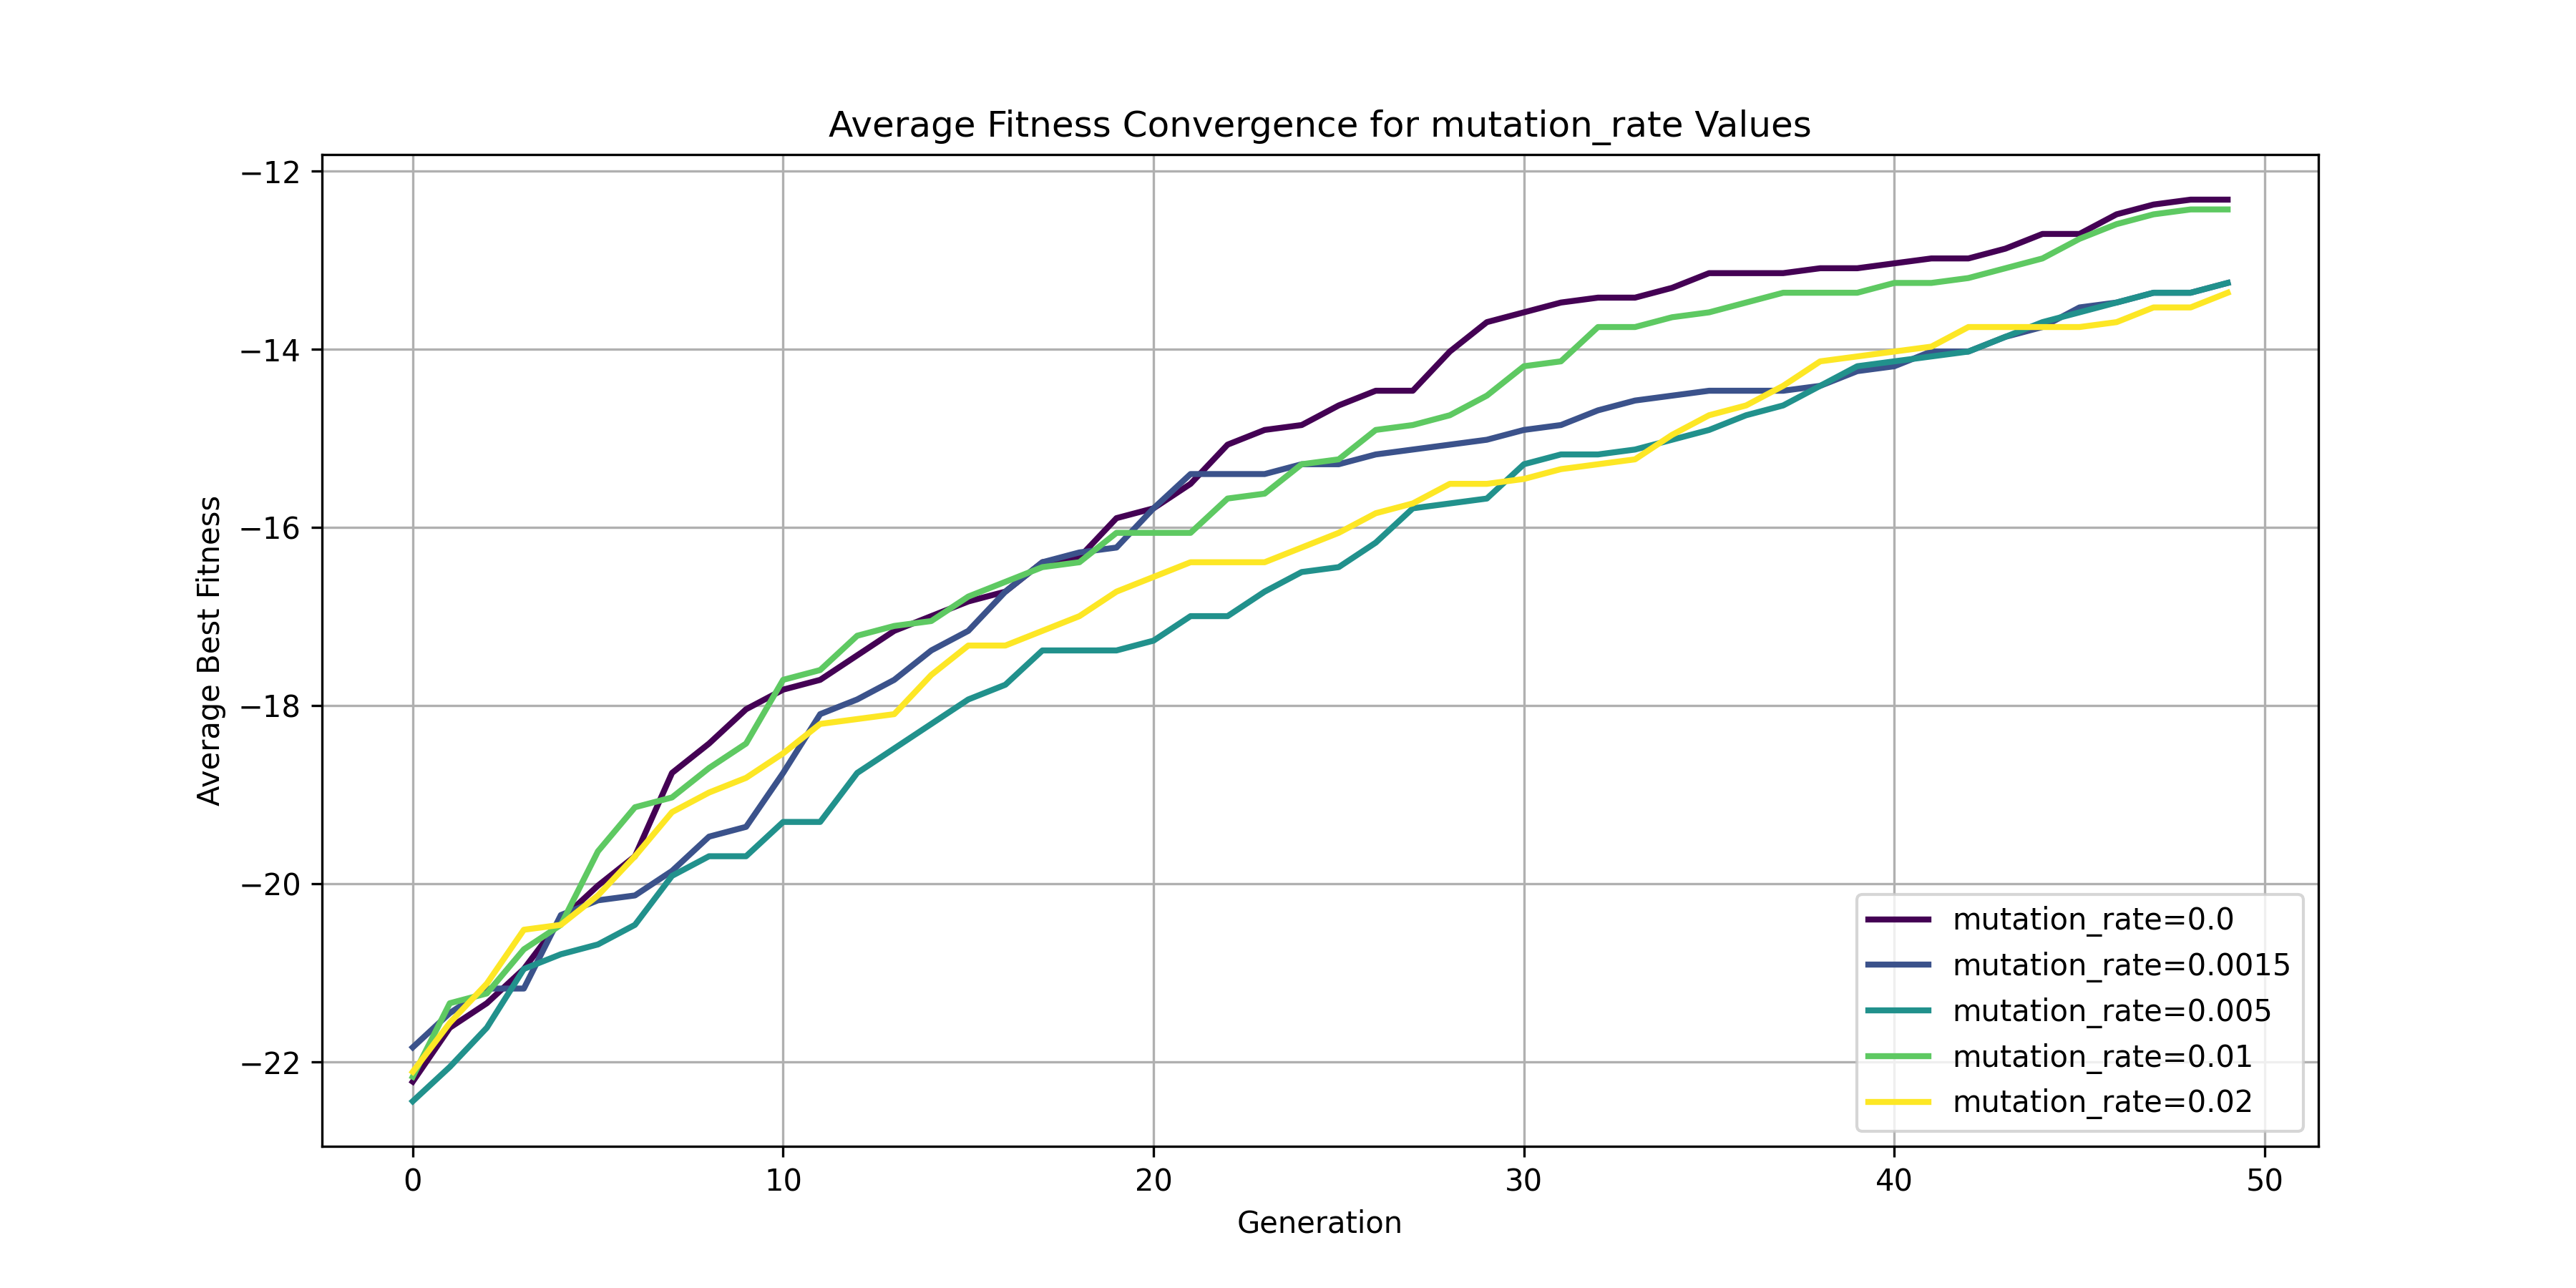 Average Fitness Convergence for mutation_rate Values
−12
−14
−16
−18
−20
−22
Average Best Fitness
0
10
20
30
40
50
Generation
mutation_rate=0.0
mutation_rate=0.0015
mutation_rate=0.005
mutation_rate=0.01
mutation_rate=0.02